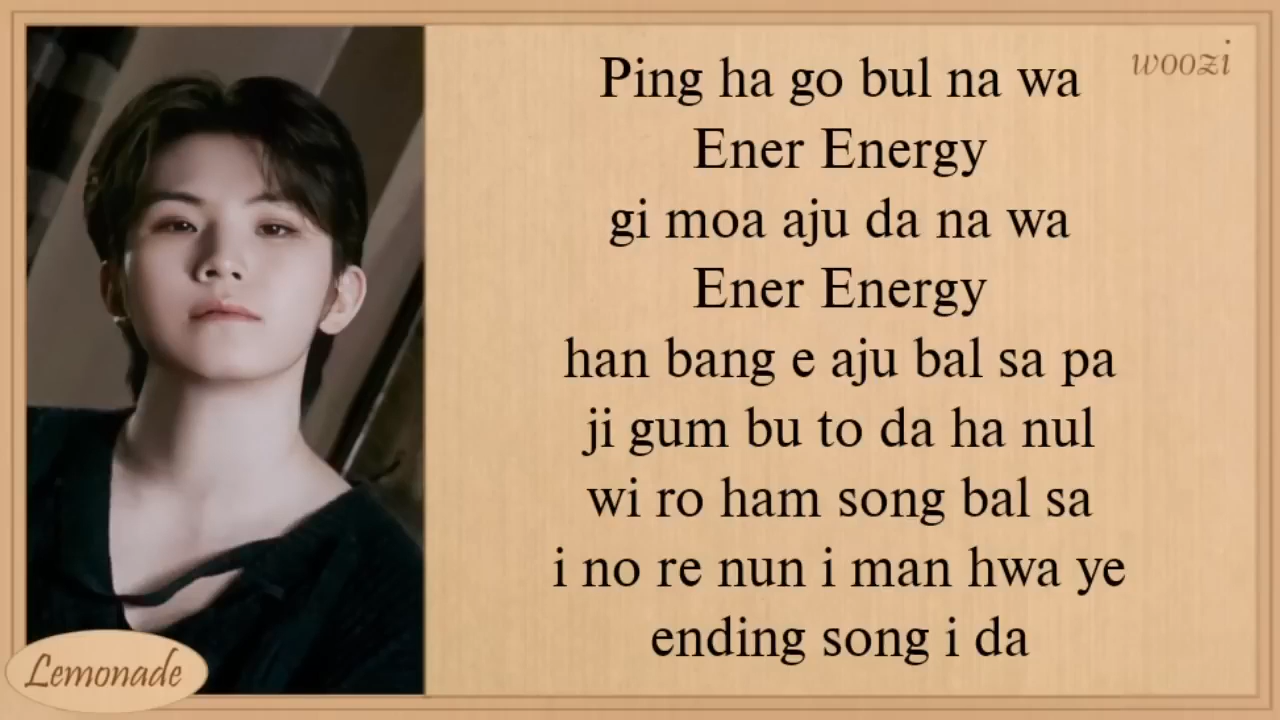 woozi
Ping ha go bul na wa
Ener Energy
gi moa aju da na wa
Ener Energy
han bang e aju bal sa pa
ji gum bu to da ha nul
wi ro ham song bal sa
i no re nun i man hwa ye
ending song i da
Lemonade